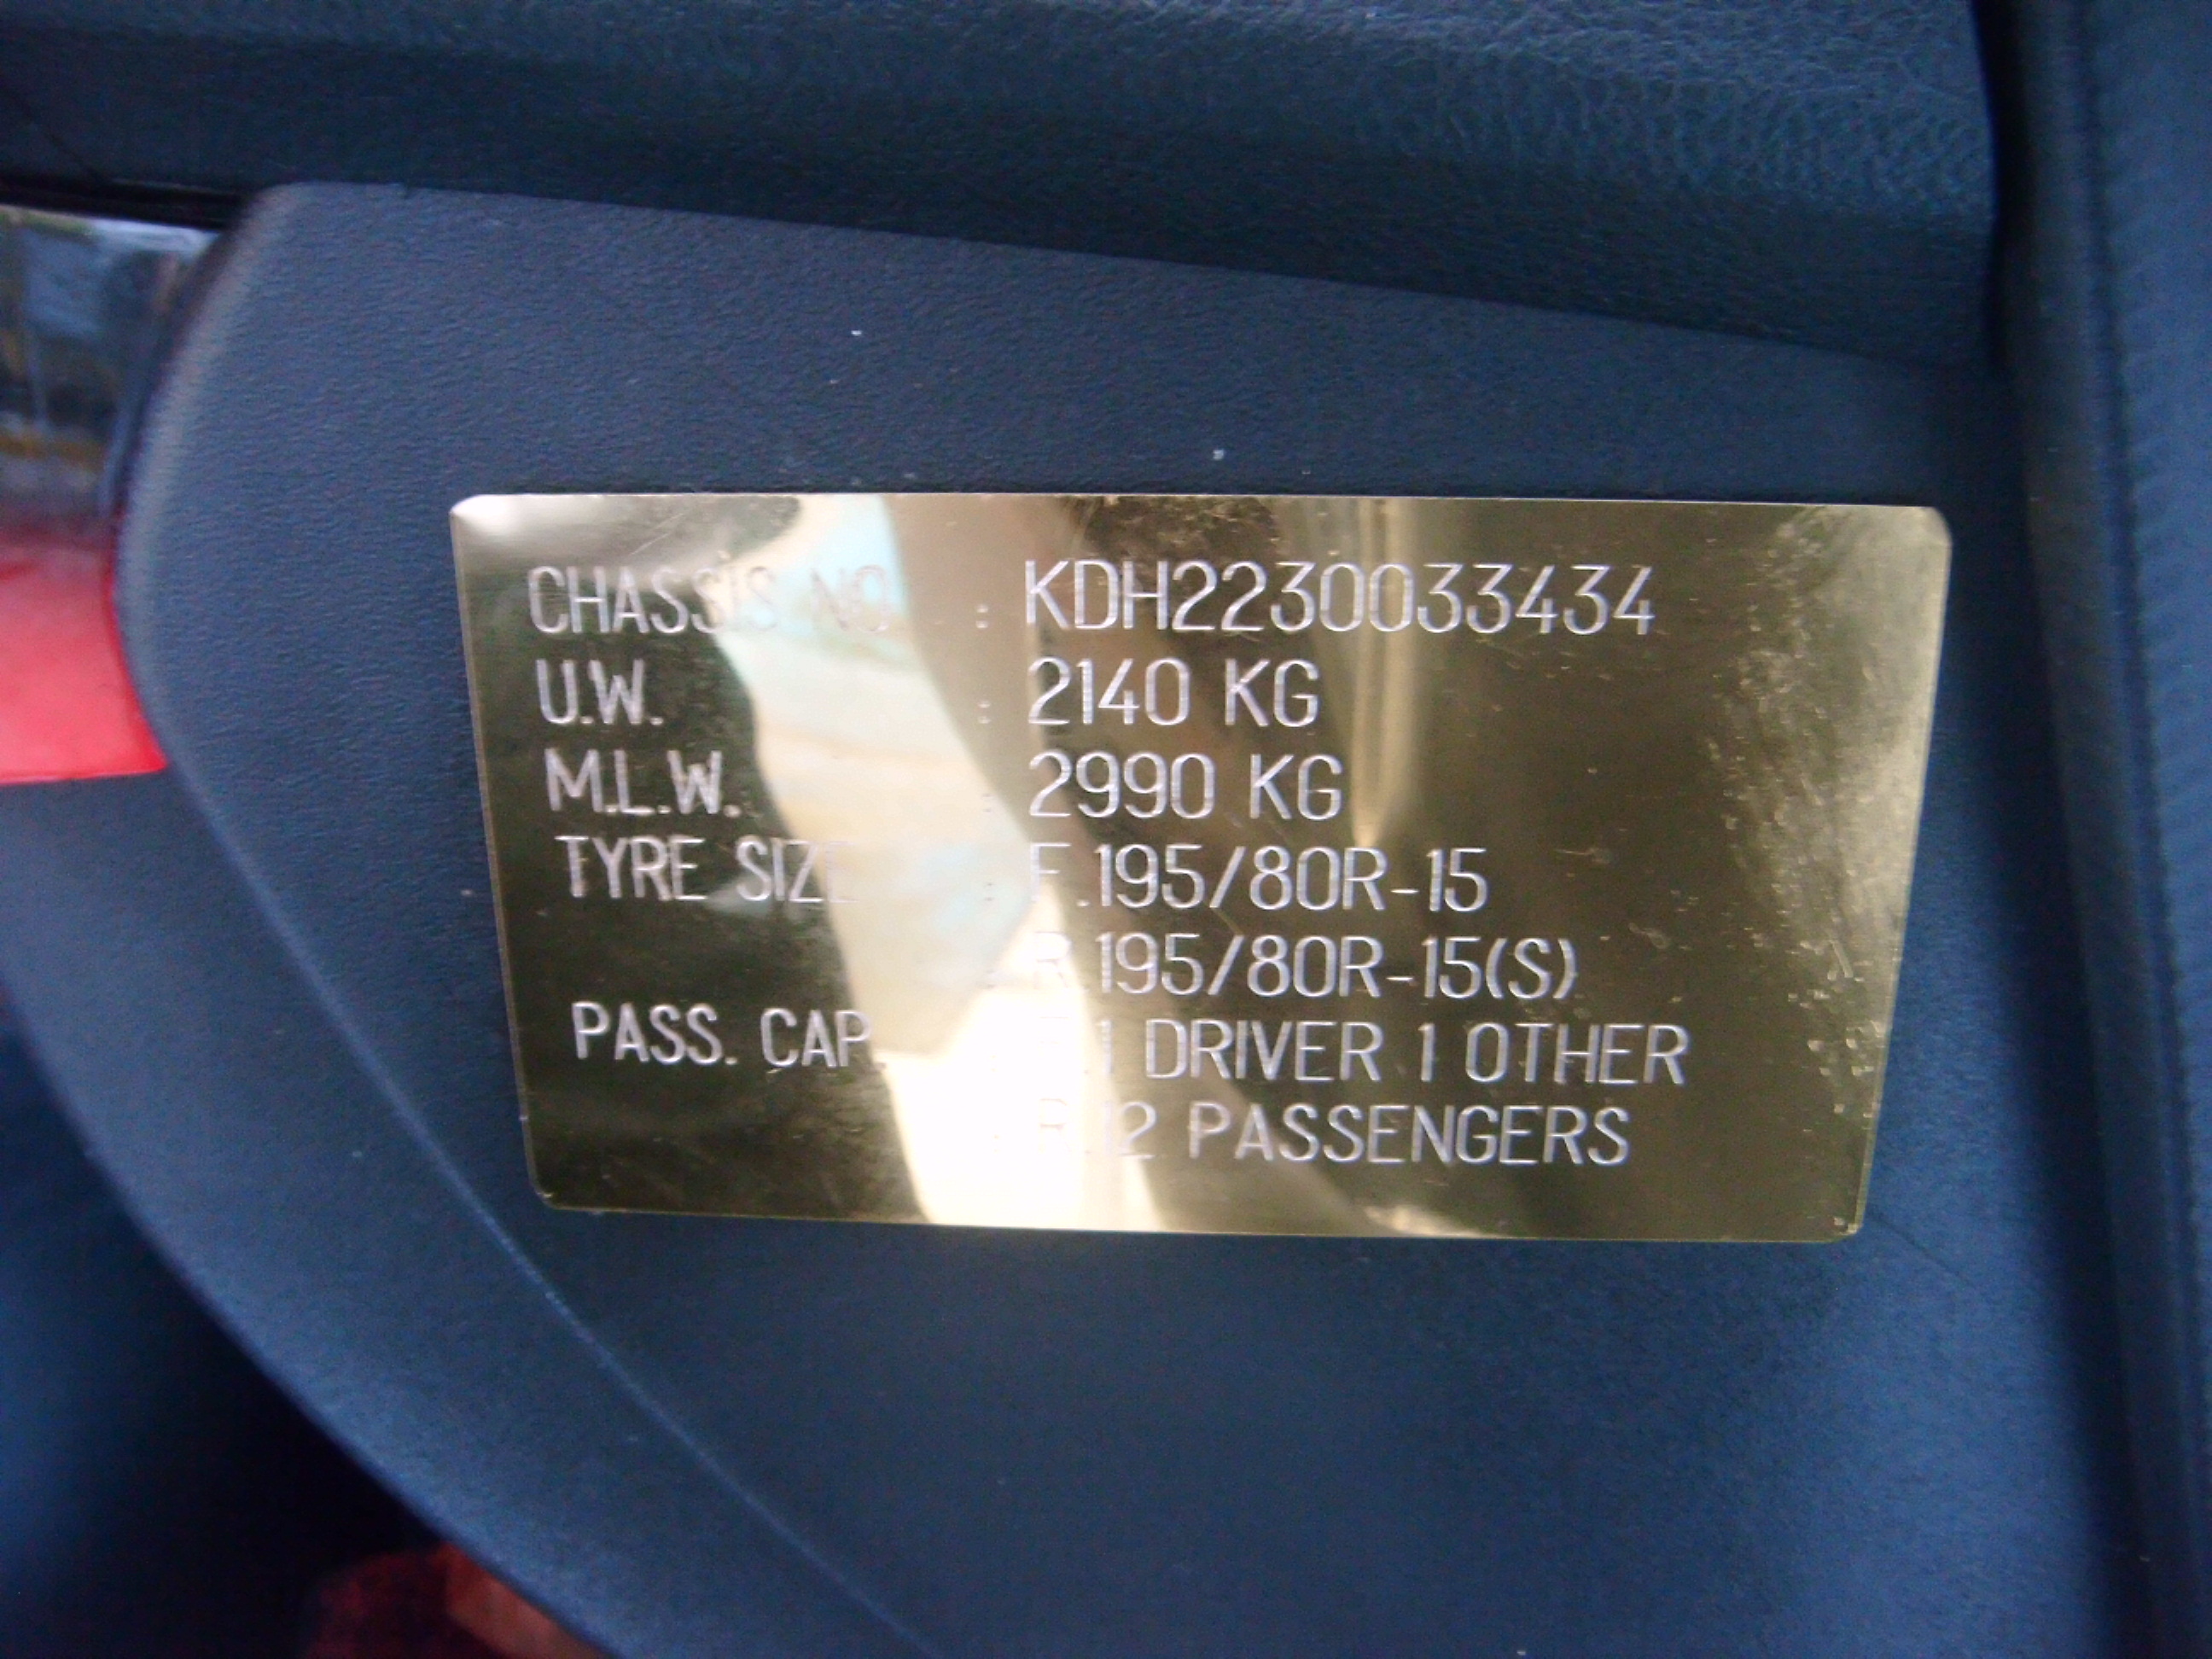 CHASSIS NO. : KDH2230033434
U.W. : 2140 KG
M.L.W. : 2990 KG
TYRE SIZE : F.195/80R-15
: R.195/80R-15(S)
PASS. CAP. : F.1 DRIVER 1 OTHER
: R.12 PASSENGERS